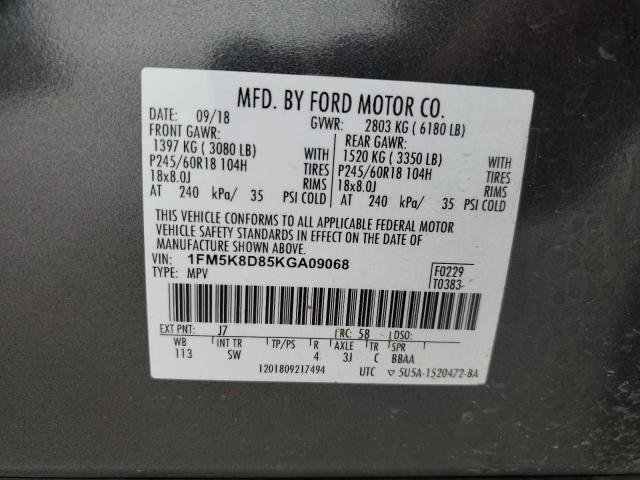 MFD. BY FORD MOTOR CO.
DATE: 09/18 GVWR: 2803 KG ( 6180 LB)
FRONT GAWR: REAR GAWR:
1397 KG ( 3080 LB) WITH 1520 KG ( 3350 LB) WITH
P245/60R18 104H TIRES P245/60R18 104H TIRES
18x8.0J RIMS 18x8.0J RIMS
AT 240 kPa/ 35 PSI COLD AT 240 kPa/ 35 PSI COLD
THIS VEHICLE CONFORMS TO ALL APPLICABLE FEDERAL MOTOR
VEHICLE SAFETY STANDARDS IN EFFECT ON THE DATE OF
MANUFACTURE SHOWN ABOVE.
VIN: 1FM5K8D85KGA09068 F0229
TYPE: MPV T0383
EXT PNT: J7 RC: 58 DSO:
WB INT TR TP/PS R AXLE TR SPR
113 SW 4 3J C BBAA
1201809217494 UTC ▽ 5U5A-1520472-BA